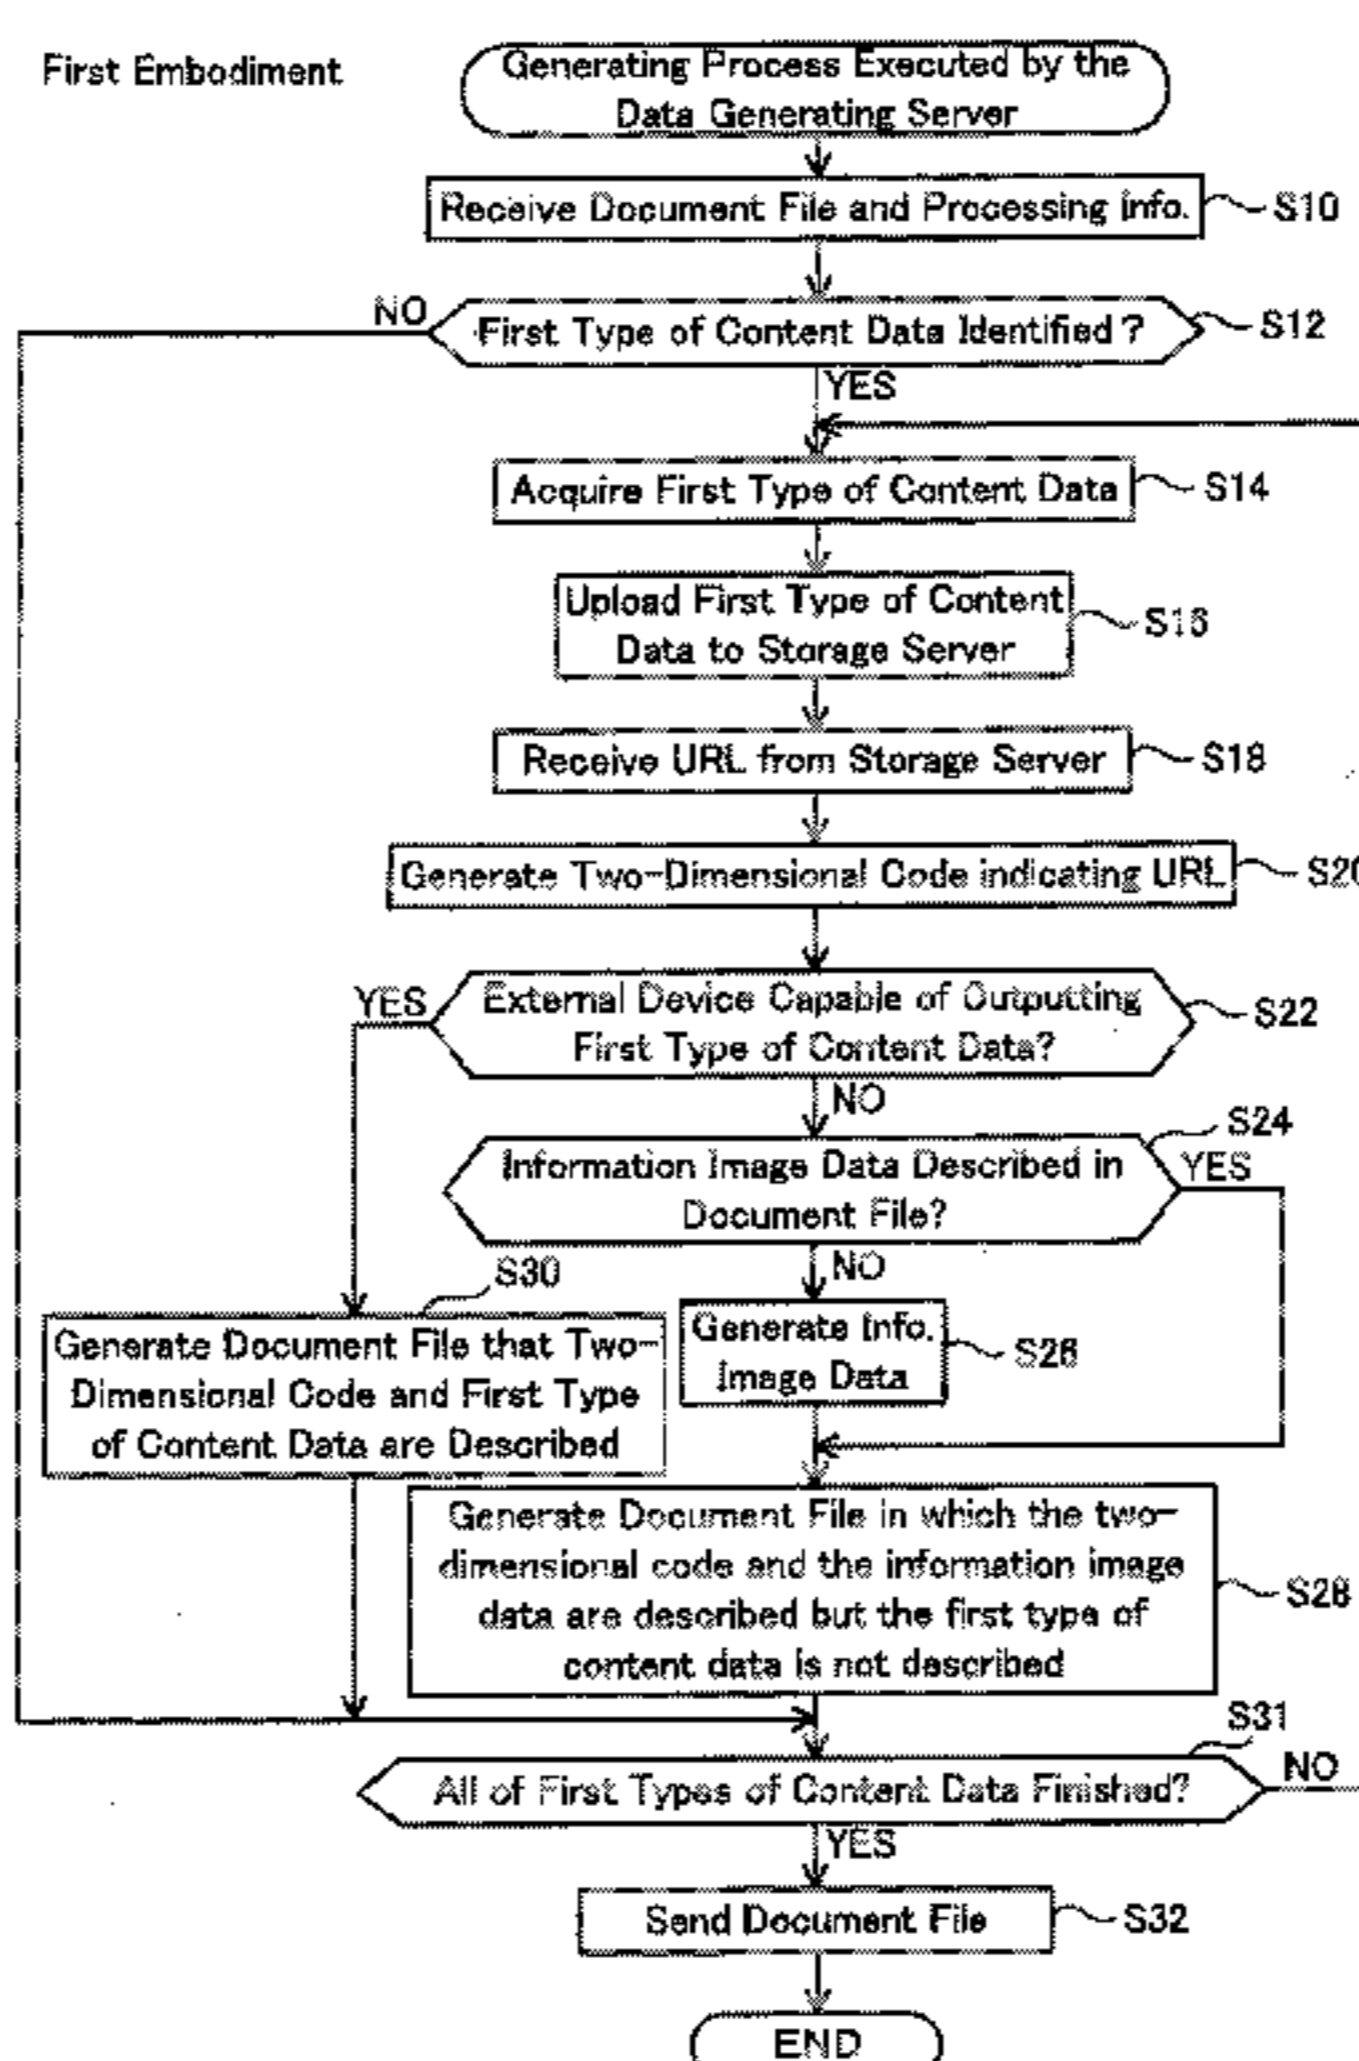 First Embodiment
Generating Process Executed by the
Data Generating Server
Receive Document File and Processing info.
S10
NO
First Type of Content Data Identified ?
S12
YES
Acquire First Type of Content Data
S14
Upload First Type of Content
Data to Storage Server
S16
Receive URL from Storage Server
S18
Generate Two-Dimensional Code indicating URL
S20
YES
External Device Capable of Outputting
First Type of Content Data?
S22
NO
S24
Information Image Data Described in
Document File?
YES
NO
S30
Generate Document File that Two-
Dimensional Code and First Type
of Content Data are Described
Generate Info.
Image Data
S26
Generate Document File in which the two-
dimensional code and the information image
data are described but the first type of
content data is not described
S28
S31
All of First Types of Content Data Finished?
NO
YES
Send Document File
S32
END